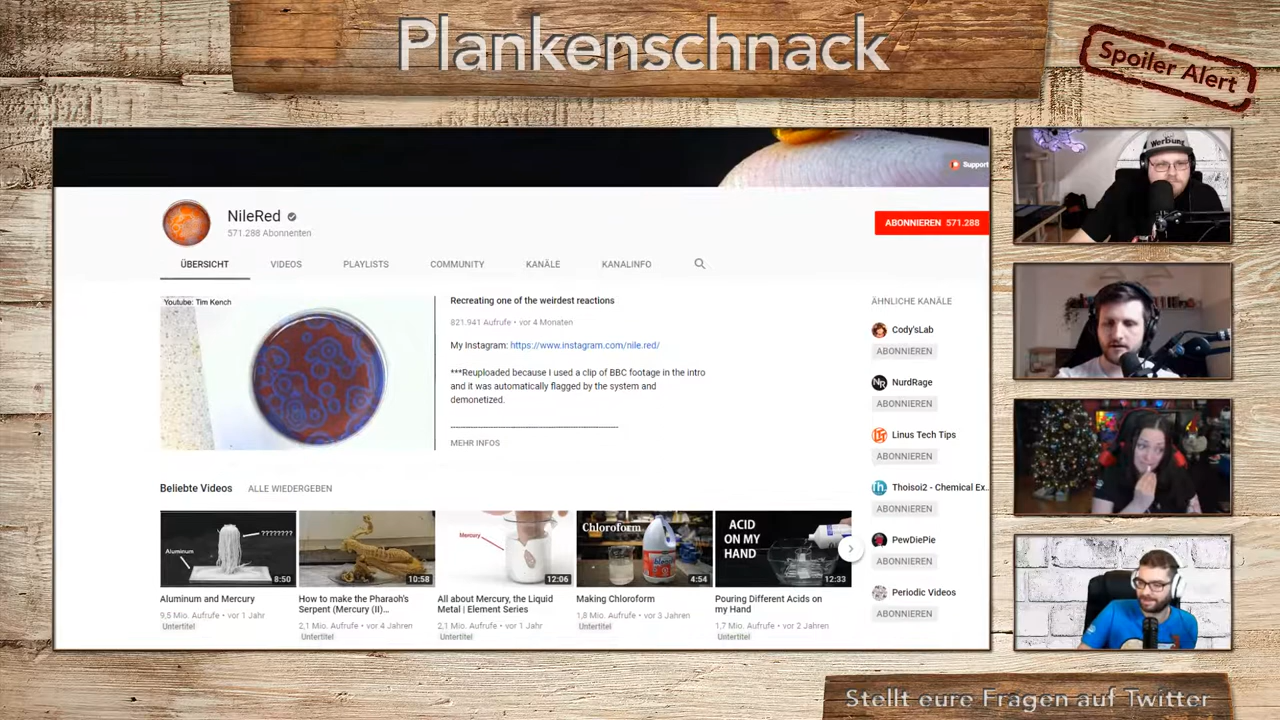 Plankenschnack
Spoiler Alert
Support
NileRed
571.288 Abonnenten
ABONNIEREN 571.288
ÜBERSICHT VIDEOS PLAYLISTS COMMUNITY KANÄLE KANALINFO
Youtube: Tim Kench
Recreating one of the weirdest reactions
821.941 Aufrufe • vor 4 Monaten
My Instagram: https://www.instagram.com/nile.red/
***Reuploaded because I used a clip of BBC footage in the intro
and it was automatically flagged by the system and
demonetized.
MEHR INFOS
ÄHNLICHE KANÄLE
Cody'sLab
ABONNIEREN
NurdRage
ABONNIEREN
Linus Tech Tips
ABONNIEREN
Thoisoi2 - Chemical Ex...
ABONNIEREN
PewDiePie
ABONNIEREN
Periodic Videos
ABONNIEREN
Beliebte Videos ALLE WIEDERGEBEN
Aluminum
???????
8:50
Aluminum and Mercury
9,5 Mio. Aufrufe • vor 1 Jahr
Untertitel
10:58
How to make the Pharaoh's
Serpent (Mercury (II)...
2,1 Mio. Aufrufe • vor 4 Jahren
Untertitel
Mercury
12:06
All about Mercury, the Liquid
Metal | Element Series
2,1 Mio. Aufrufe • vor 1 Jahr
Untertitel
Chloroform
4:54
Making Chloroform
1,8 Mio. Aufrufe • vor 3 Jahren
Untertitel
ACID
ON MY
HAND
12:33
Pouring Different Acids on
my Hand
1,7 Mio. Aufrufe • vor 2 Jahren
Untertitel
Werbung
Stellt eure Fragen auf Twitter